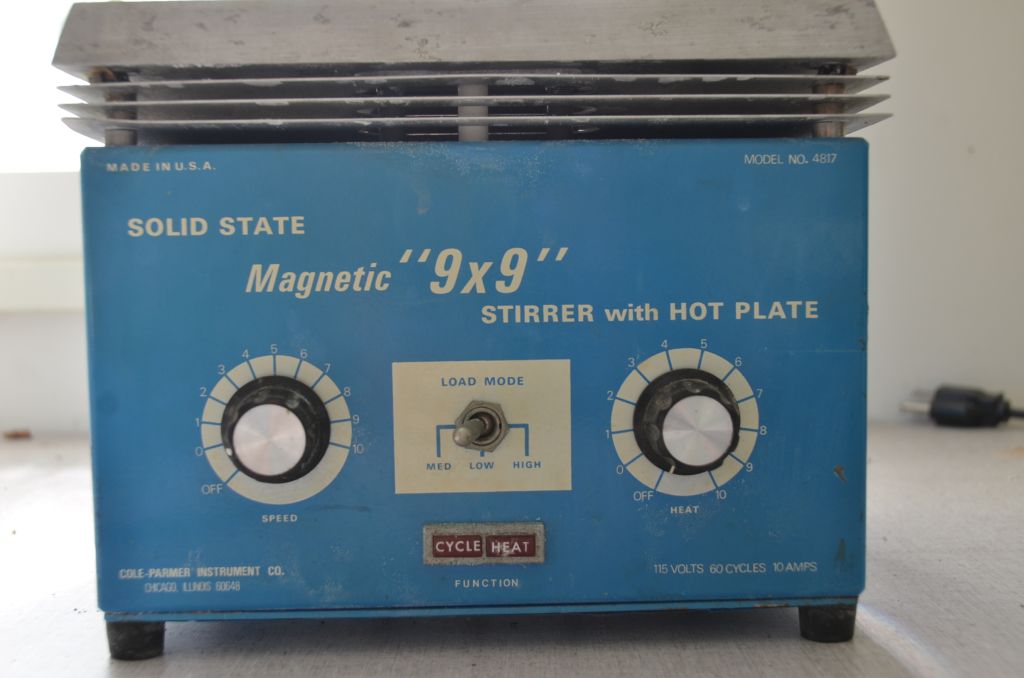 MADE IN U.S.A.
MODEL NO. 4817
SOLID STATE
Magnetic "9x9"
STIRRER with HOT PLATE
OFF 0 1 2 3 4 5 6 7 8 9 10
SPEED
LOAD MODE
MED LOW HIGH
OFF 0 1 2 3 4 5 6 7 8 9 10
HEAT
CYCLE HEAT
FUNCTION
COLE-PARMER INSTRUMENT CO.
CHICAGO, ILLINOIS 60648
115 VOLTS 60 CYCLES 10 AMPS